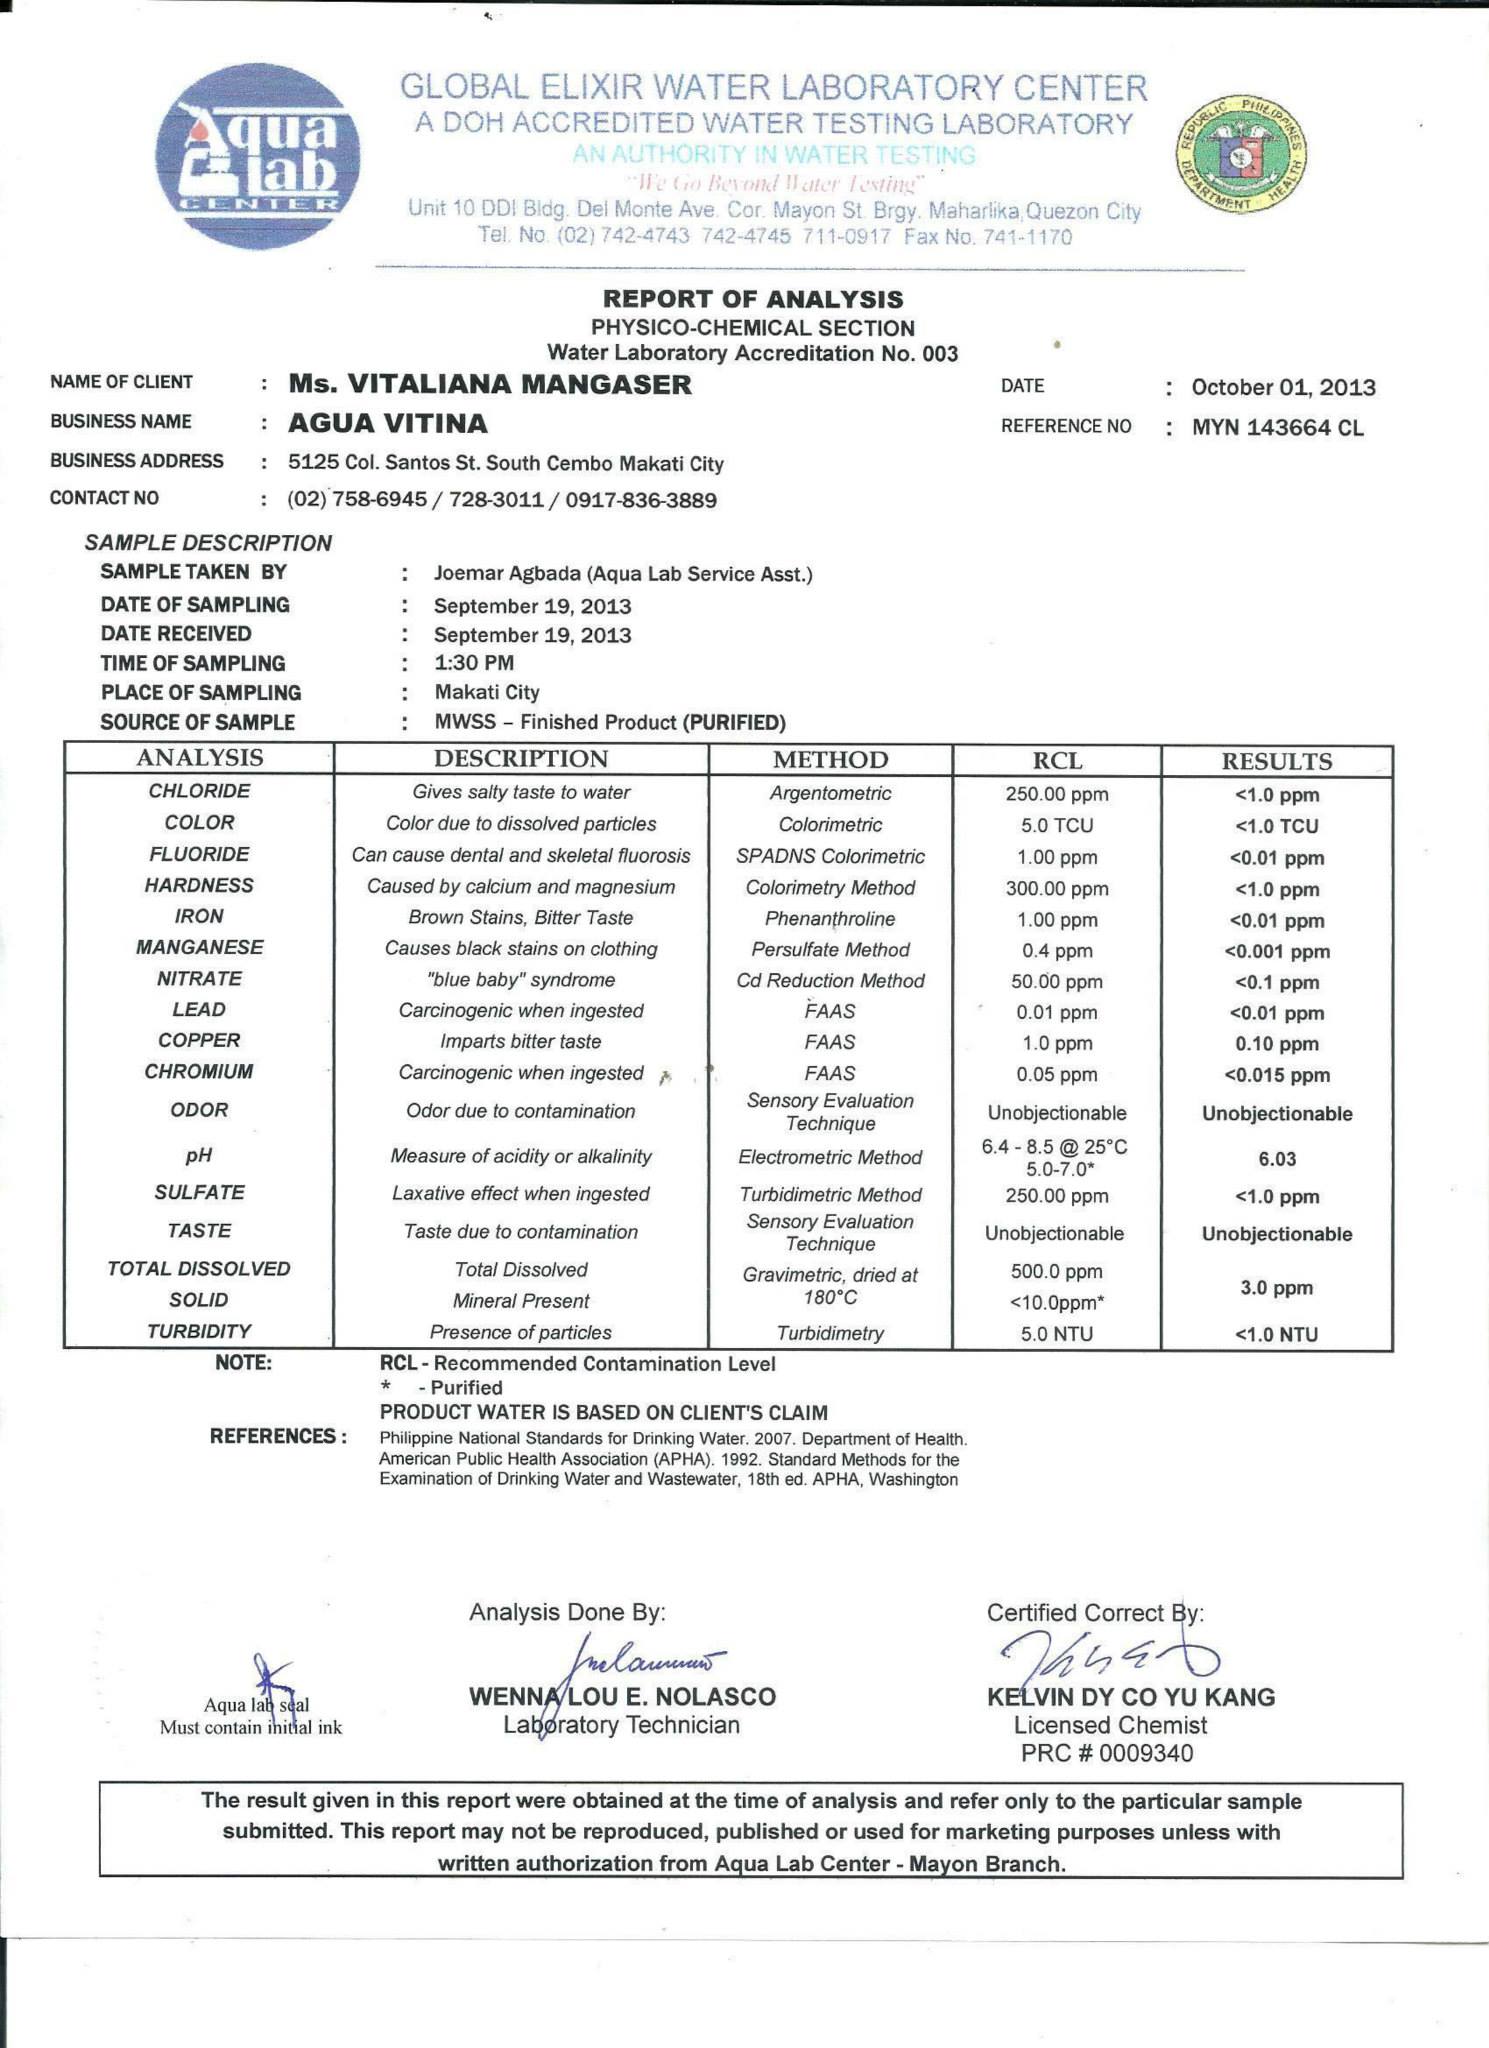 Aqua
lab
CENTER
GLOBAL ELIXIR WATER LABORATORY CENTER
A DOH ACCREDITED WATER TESTING LABORATORY
AN AUTHORITY IN WATER TESTING
"We Go Beyond Water Testing"
Unit 10 DDI Bldg. Del Monte Ave. Cor. Mayon St. Brgy. Maharlika,Quezon City
Tel. No. (02) 742-4743 742-4745 711-0917 Fax No. 741-1170
REPUBLIC PHILIPPINES
DEPARTMENT HEALTH
REPORT OF ANALYSIS
PHYSICO-CHEMICAL SECTION
Water Laboratory Accreditation No. 003
NAME OF CLIENT : Ms. VITALIANA MANGASER DATE : October 01, 2013
BUSINESS NAME : AGUA VITINA REFERENCE NO : MYN 143664 CL
BUSINESS ADDRESS : 5125 Col. Santos St. South Cembo Makati City
CONTACT NO : (02) 758-6945 / 728-3011 / 0917-836-3889
SAMPLE DESCRIPTION
SAMPLE TAKEN BY : Joemar Agbada (Aqua Lab Service Asst.)
DATE OF SAMPLING : September 19, 2013
DATE RECEIVED : September 19, 2013
TIME OF SAMPLING : 1:30 PM
PLACE OF SAMPLING : Makati City
SOURCE OF SAMPLE : MWSS – Finished Product (PURIFIED)
ANALYSIS DESCRIPTION METHOD RCL RESULTS
CHLORIDE Gives salty taste to water Argentometric 250.00 ppm <1.0 ppm
COLOR Color due to dissolved particles Colorimetric 5.0 TCU <1.0 TCU
FLUORIDE Can cause dental and skeletal fluorosis SPADNS Colorimetric 1.00 ppm <0.01 ppm
HARDNESS Caused by calcium and magnesium Colorimetry Method 300.00 ppm <1.0 ppm
IRON Brown Stains, Bitter Taste Phenanthroline 1.00 ppm <0.01 ppm
MANGANESE Causes black stains on clothing Persulfate Method 0.4 ppm <0.001 ppm
NITRATE "blue baby" syndrome Cd Reduction Method 50.00 ppm <0.1 ppm
LEAD Carcinogenic when ingested FAAS 0.01 ppm <0.01 ppm
COPPER Imparts bitter taste FAAS 1.0 ppm 0.10 ppm
CHROMIUM Carcinogenic when ingested FAAS 0.05 ppm <0.015 ppm
ODOR Odor due to contamination Sensory Evaluation Technique Unobjectionable Unobjectionable
pH Measure of acidity or alkalinity Electrometric Method 6.4 - 8.5 @ 25°C 5.0-7.0* 6.03
SULFATE Laxative effect when ingested Turbidimetric Method 250.00 ppm <1.0 ppm
TASTE Taste due to contamination Sensory Evaluation Technique Unobjectionable Unobjectionable
TOTAL DISSOLVED SOLID Total Dissolved Mineral Present Gravimetric, dried at 180°C 500.0 ppm <10.0ppm* 3.0 ppm
TURBIDITY Presence of particles Turbidimetry 5.0 NTU <1.0 NTU
NOTE: RCL - Recommended Contamination Level
* - Purified
PRODUCT WATER IS BASED ON CLIENT'S CLAIM
REFERENCES : Philippine National Standards for Drinking Water. 2007. Department of Health.
American Public Health Association (APHA). 1992. Standard Methods for the
Examination of Drinking Water and Wastewater, 18th ed. APHA, Washington
Analysis Done By: Certified Correct By:
Aqua lab seal
Must contain initial ink
WENNA LOU E. NOLASCO
Laboratory Technician
KELVIN DY CO YU KANG
Licensed Chemist
PRC # 0009340
The result given in this report were obtained at the time of analysis and refer only to the particular sample
submitted. This report may not be reproduced, published or used for marketing purposes unless with
written authorization from Aqua Lab Center - Mayon Branch.